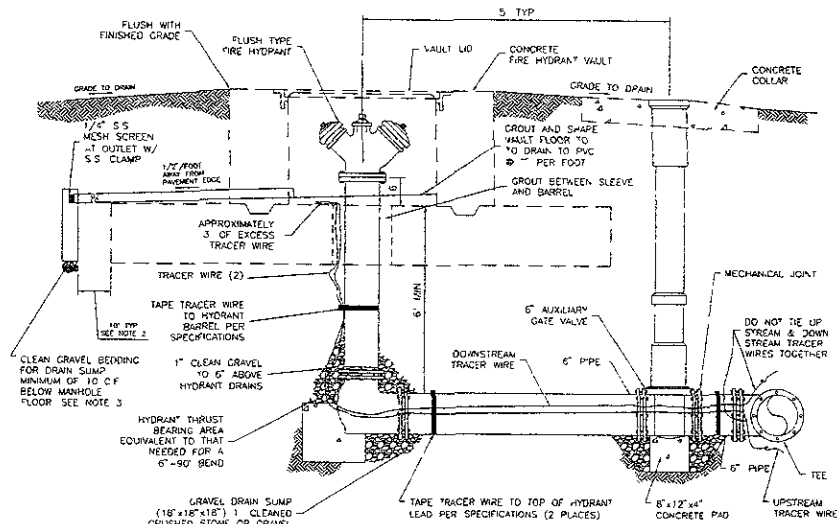 5 TYP
FLUSH WITH
FINISHED GRADE
FLUSH TYPE
FIRE HYDPANT
VAULT LID
CONCRETE
FIRE HYDRANT VAULT
GRADE TO DRAIN
GRADE TO DRAIN
CONCRETE
COLLAR
1/4" S S
MESH SCREEN
AT OUTLET W/
S S CLAMP
1/2"/FOOT
AWAY FROM
PAVEMENT EDGE
GROUT AND SHAPE
VAULT FLOOR TO
TO DRAIN TO PVC
PER FOOT
6
GROUT BETWEEN SLEEVE
AND BARREL
APPROXIMATELY
3 OF EXCESS
TRACER WIRE
TRACER WIRE (2)
6' MIN
MECHANICAL JOINT
TAPE TRACER WIRE
TO HYDRANT
BARREL PER
SPECIFICATIONS
18" TYP
SEE NOTE 2
6" AUXILIARY
GATE VALVE
DO NOT TIE UP
STREAM & DOWN
STREAM TRACER
WIRES TOGETHER
CLEAN GRAVEL BEDDING
FOR DRAIN SUMP
MINIMUM OF 10 C F
BELOW MANHOLE
FLOOR SEE NOTE 3
1" CLEAN GRAVEL
TO 6" ABOVE
HYDRANT DRAINS
DOWNSTREAM
TRACER WIRE
6" PIPE
HYDRANT THRUST
BEARING AREA
EQUIVALENT TO THAT
NEEDED FOR A
6"-90' BEND
6" PIPE
TEE
GRAVEL DRAIN SUMP
(18"x18"x18") 1 CLEANED
CRUSHED STONE OR GRAVEL
TAPE TRACER WIRE TO TOP OF HYDRANT
LEAD PER SPECIFICATIONS (2 PLACES)
8"x12"x4"
CONCRETE PAD
UPSTREAM
TRACER WIRE